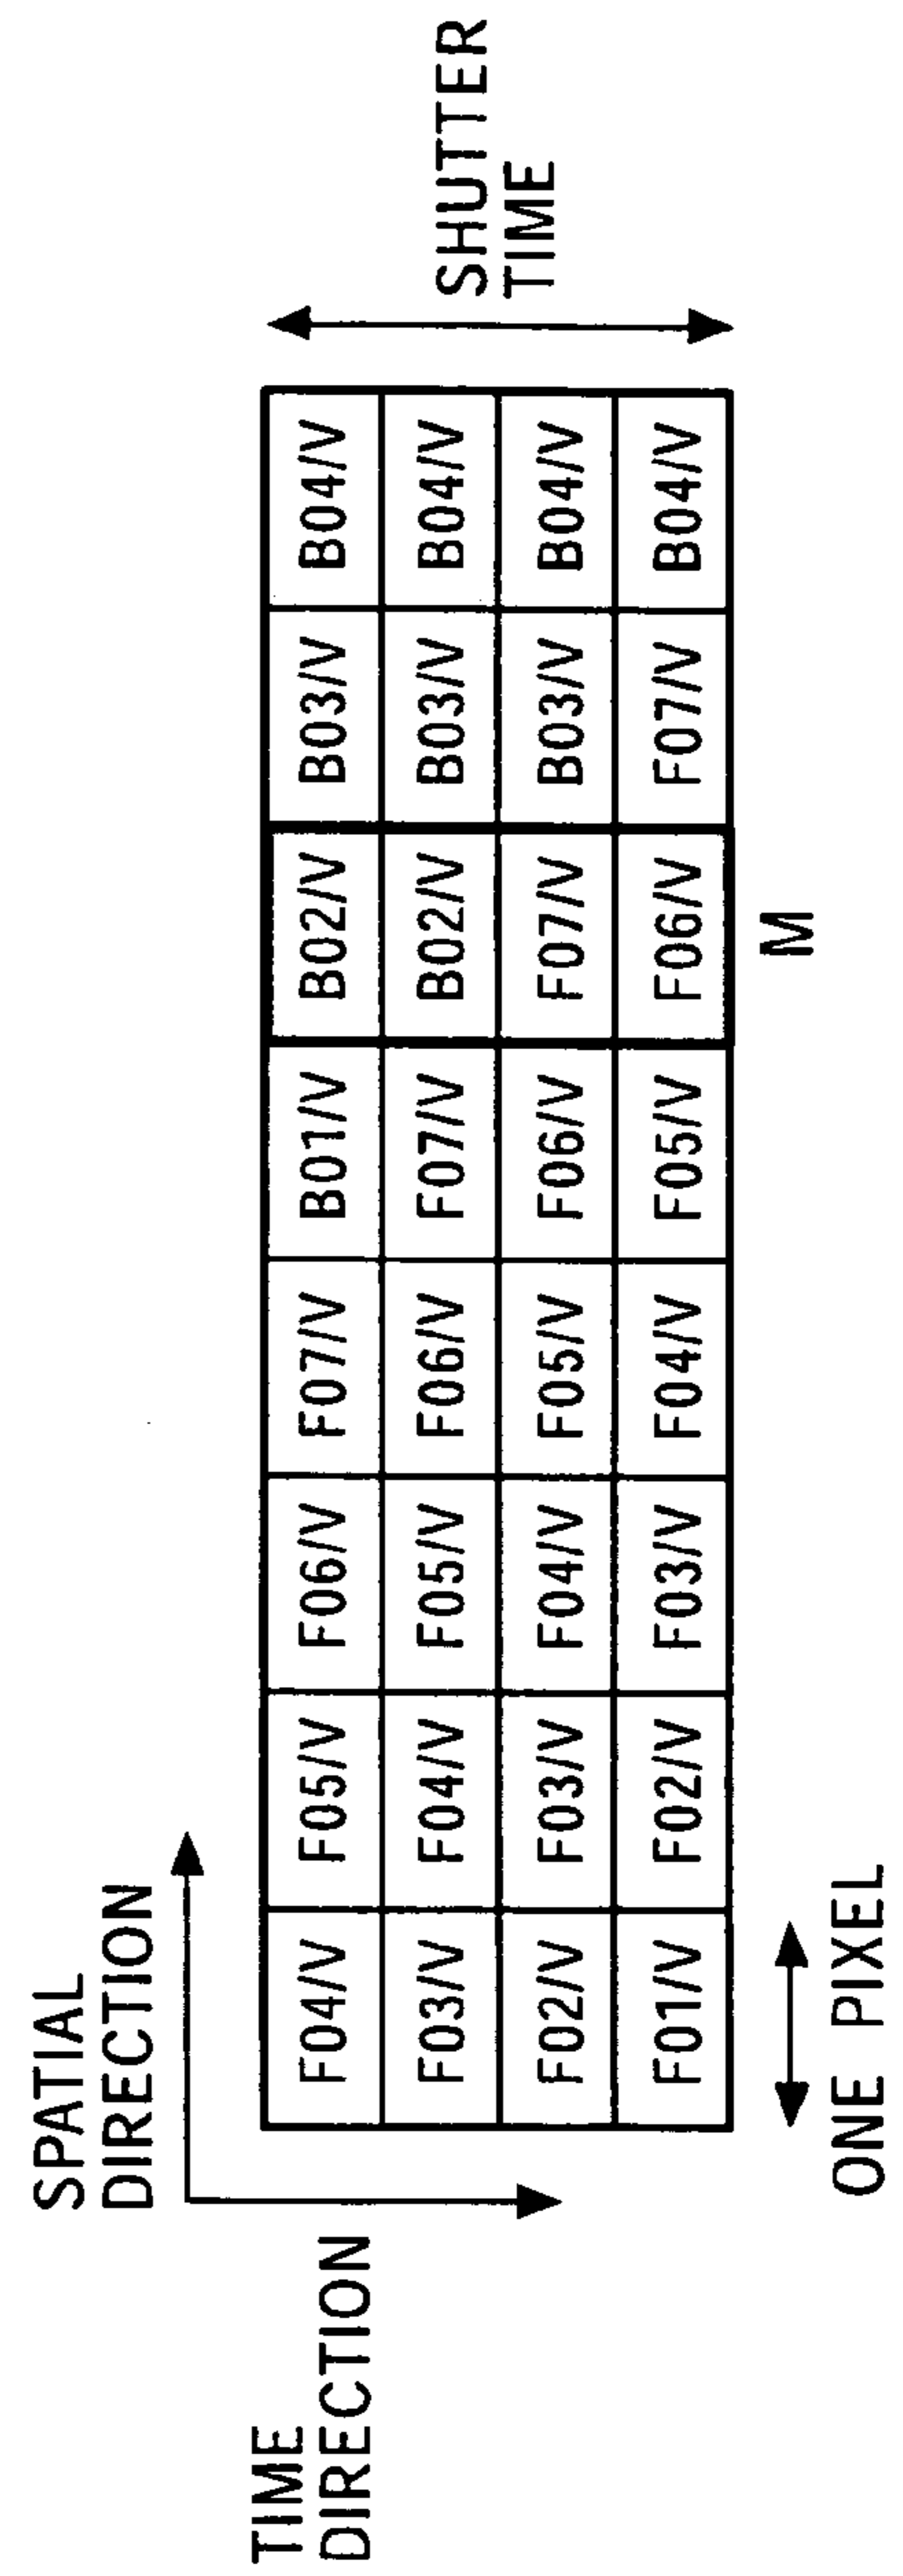 SPATIAL
DIRECTION
TIME
DIRECTION
F04/V F05/V F06/V F07/V B01/V B02/V B03/V B04/V
F03/V F04/V F05/V F06/V F07/V B02/V B03/V B04/V
F02/V F03/V F04/V F05/V F06/V F07/V B03/V B04/V
F01/V F02/V F03/V F04/V F05/V F06/V F07/V B04/V
SHUTTER
TIME
M
ONE PIXEL